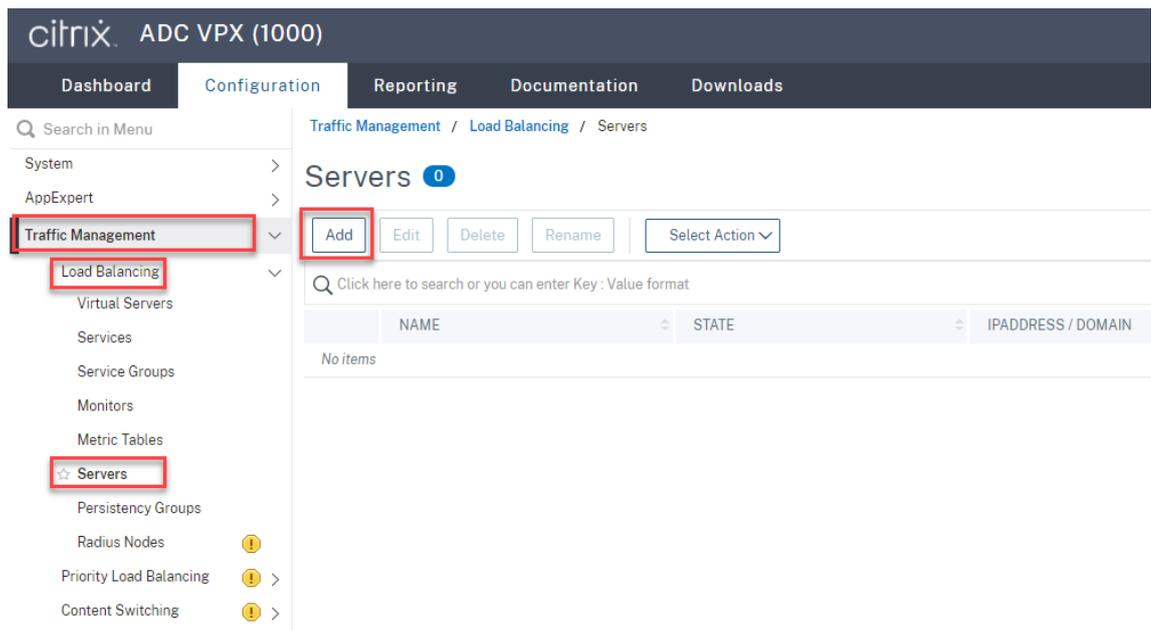 citrix. ADC VPX (1000)
Dashboard Configuration Reporting Documentation Downloads
Search in Menu
System
AppExpert
Traffic Management
Load Balancing
Virtual Servers
Services
Service Groups
Monitors
Metric Tables
Servers
Persistency Groups
Radius Nodes
Priority Load Balancing
Content Switching
Traffic Management / Load Balancing / Servers
Servers 0
Add Edit Delete Rename Select Action
Click here to search or you can enter Key : Value format
NAME STATE IPADDRESS / DOMAIN
No items